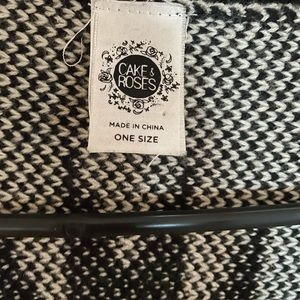 CAKE &
ROSES
MADE IN CHINA
ONE SIZE